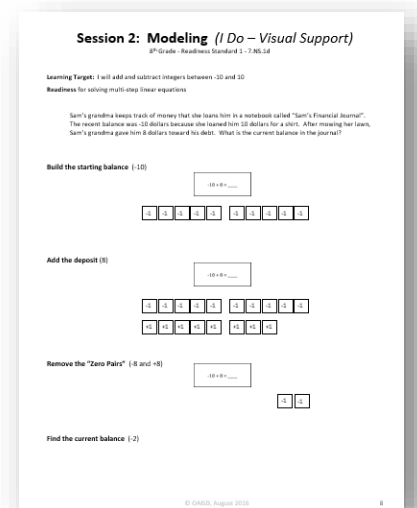 Session 2: Modeling (I Do – Visual Support)
8th Grade - Readiness Standard 1 - 7.NS.1d
Learning Target: I will add and subtract integers between -10 and 10
Readiness for solving multi-step linear equations
Sam's grandma keeps track of money that she loans him in a notebook called "Sam's Financial Journal".
The recent balance was -10 dollars because she loaned him 10 dollars for a shirt. After mowing her lawn,
Sam's grandma gave him 8 dollars toward his debt. What is the current balance in the journal?
Build the starting balance (-10)
-10 + 8 = ____
-1 -1 -1 -1 -1 -1 -1 -1 -1 -1
Add the deposit (8)
-10 + 8 = ____
-1 -1 -1 -1 -1 -1 -1 -1 -1 -1
+1 +1 +1 +1 +1 +1 +1 +1
Remove the "Zero Pairs" (-8 and +8)
-10 + 8 = ____
-1 -1
Find the current balance (-2)
August 2016
8